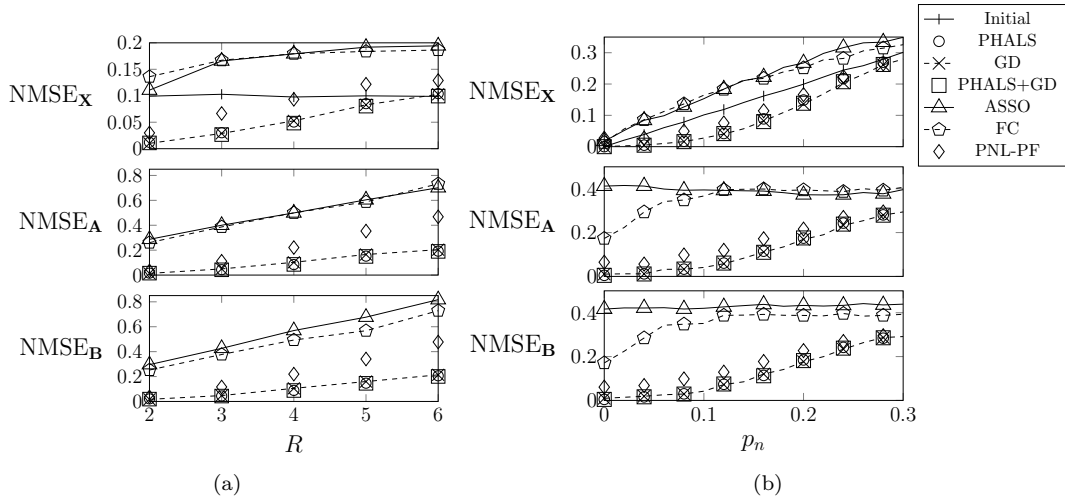 NMSE_X
0.2
0.15
0.1
0.05
0
NMSE_A
0.8
0.6
0.4
0.2
0
NMSE_B
0.8
0.6
0.4
0.2
0
2 3 4 5 6
R
(a)
NMSE_X
0.3
0.2
0.1
0
NMSE_A
0.4
0.2
0
NMSE_B
0.4
0.2
0
0 0.1 0.2 0.3
p_n
(b)
Initial
PHALS
GD
PHALS+GD
ASSO
FC
PNL-PF